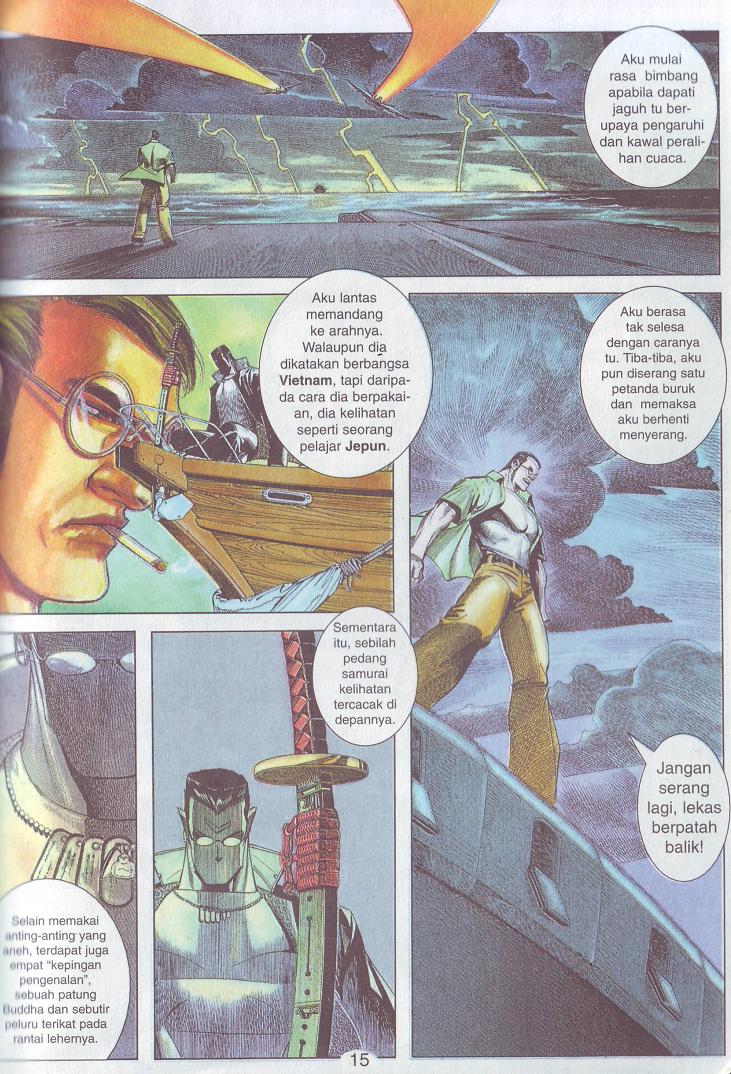 Aku mulai
rasa bimbang
apabila dapati
jaguh tu ber-
upaya pengaruhi
dan kawal perali-
han cuaca.
Aku lantas
memandang
ke arahnya.
Walaupun dia
dikatakan berbangsa
Vietnam, tapi daripa-
da cara dia berpakai-
an, dia kelihatan
seperti seorang
pelajar Jepun.
Aku berasa
tak selesa
dengan caranya
tu. Tiba-tiba, aku
pun diserang satu
petanda buruk
dan memaksa
aku berhenti
menyerang.
Jangan
serang
lagi, lekas
berpatah
balik!
Selain memakai
anting-anting yang
aneh, terdapat juga
empat "kepingan
pengenalan",
sebuah patung
Buddha dan sebutir
peluru terikat pada
rantai lehernya.
Sementara
itu, sebilah
pedang
samurai
kelihatan
tercacak di
depannya.
15